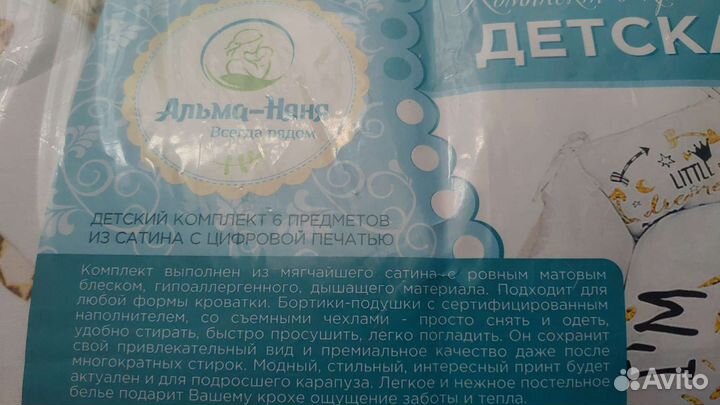 ДЕТСКА
Альма-Няня
Всегда рядом
ДЕТСКИЙ КОМПЛЕКТ 6 ПРЕДМЕТОВ
ИЗ САТИНА С ЦИФРОВОЙ ПЕЧАТЬЮ
Комплект выполнен из мягчайшего сатина с ровным матовым
блеском, гипоаллергенного, дышащего материала. Подходит для
любой формы кроватки. Бортики-подушки с сертифицированным
наполнителем, со съемными чехлами - просто снять и одеть,
удобно стирать, быстро просушить, легко погладить. Он сохранит
свой привлекательный вид и премиальное качество даже после
многократных стирок. Модный, стильный, интересный принт будет
актуален и для подросшего карапуза. Легкое и нежное постельное
белье подарит Вашему крохе ощущение заботы и тепла.
LITTLE
I'M
Avito